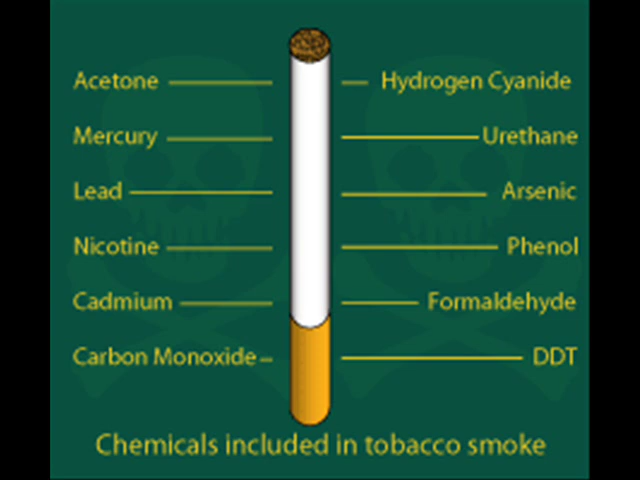 Acetone
Hydrogen Cyanide
Mercury
Urethane
Lead
Arsenic
Nicotine
Phenol
Cadmium
Formaldehyde
Carbon Monoxide
DDT
Chemicals included in tobacco smoke